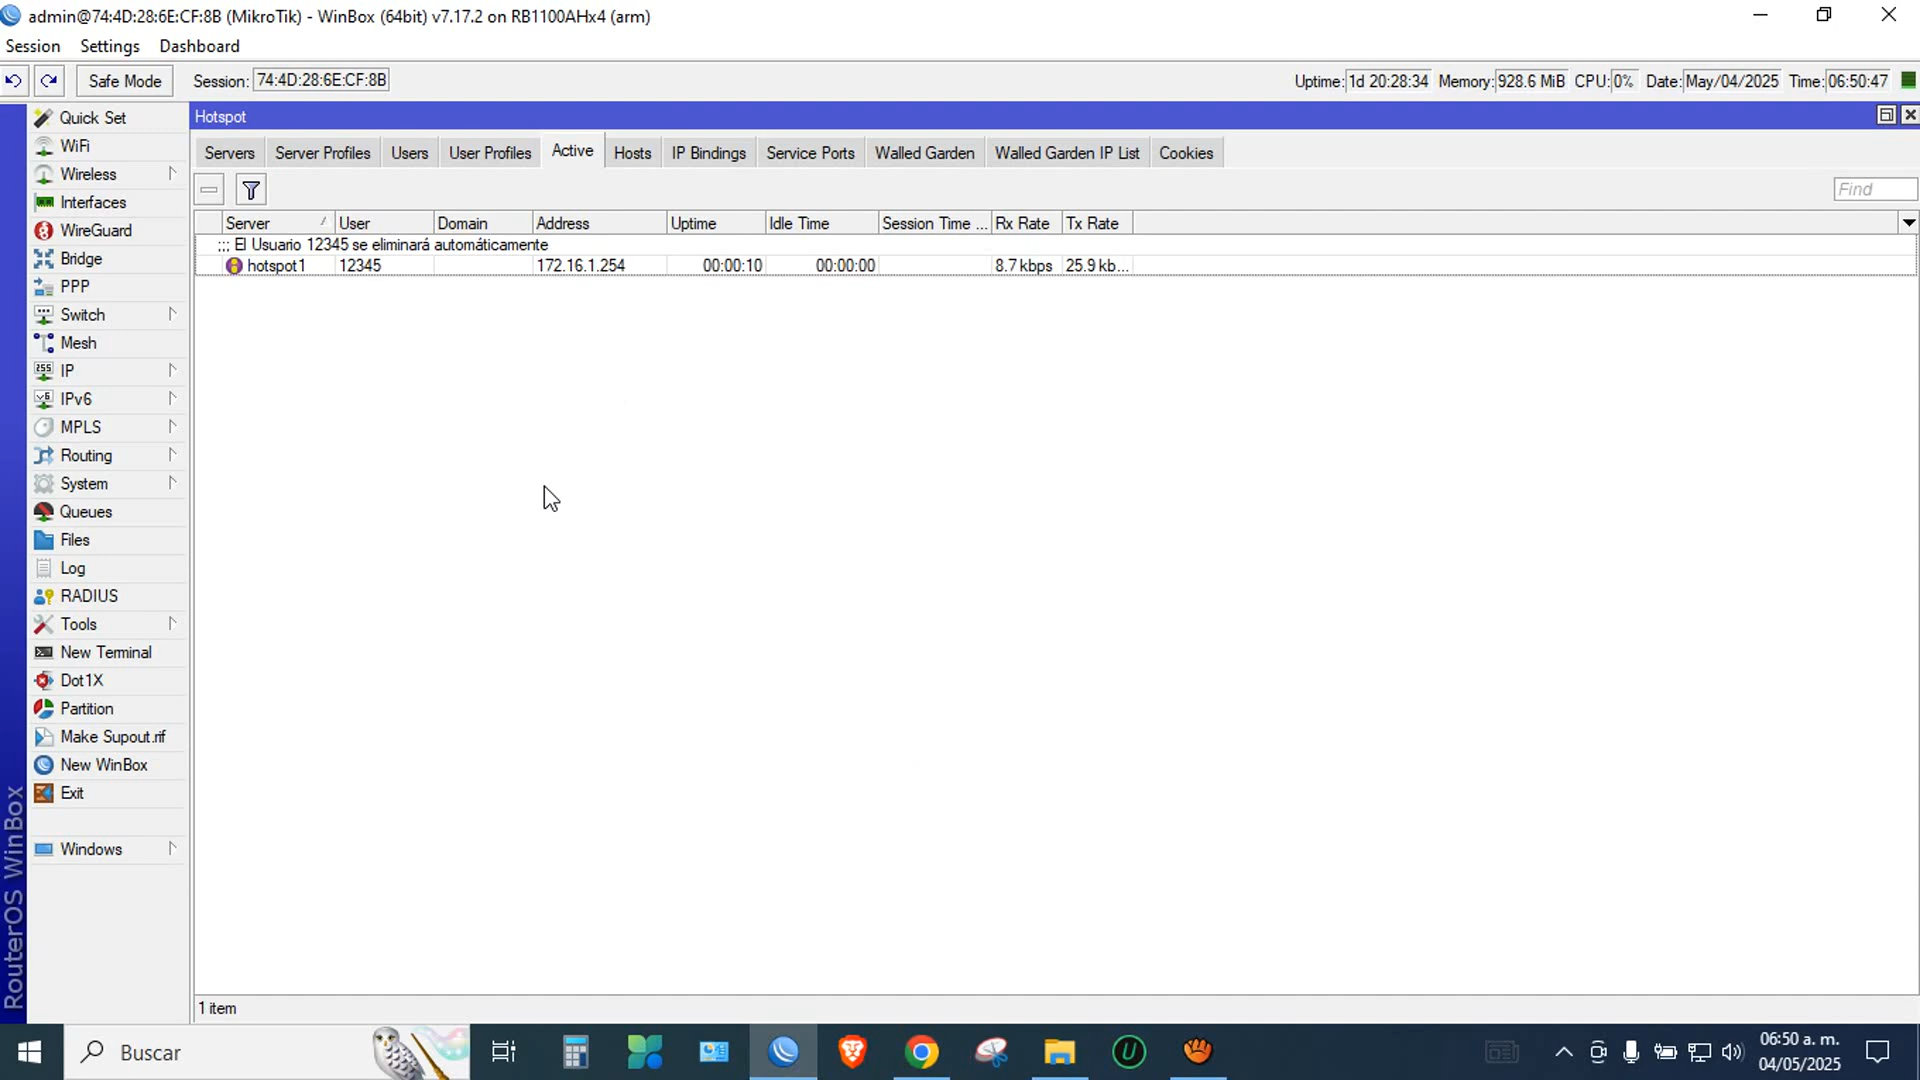 admin@74:4D:28:6E:CF:8B (MikroTik) - WinBox (64bit) v7.17.2 on RB1100AHx4 (arm)
Session Settings Dashboard
Safe Mode Session: 74:4D:28:6E:CF:8B Uptime: 1d 20:28:34 Memory: 928.6 MiB CPU: 0% Date: May/04/2025 Time: 06:50:47
Hotspot
Servers Server Profiles Users User Profiles Active Hosts IP Bindings Service Ports Walled Garden Walled Garden IP List Cookies
Find
Server User Domain Address Uptime Idle Time Session Time ... Rx Rate Tx Rate
;;; El Usuario 12345 se eliminará automáticamente
hotspot1 12345 172.16.1.254 00:00:10 00:00:00 8.7 kbps 25.9 kb...
Quick Set
WiFi
Wireless
Interfaces
WireGuard
Bridge
PPP
Switch
Mesh
IP
IPv6
MPLS
Routing
System
Queues
Files
Log
RADIUS
Tools
New Terminal
Dot1X
Partition
Make Supout.rif
New WinBox
Exit
Windows
RouterOS WinBox
1 item
Buscar
06:50 a. m.
04/05/2025